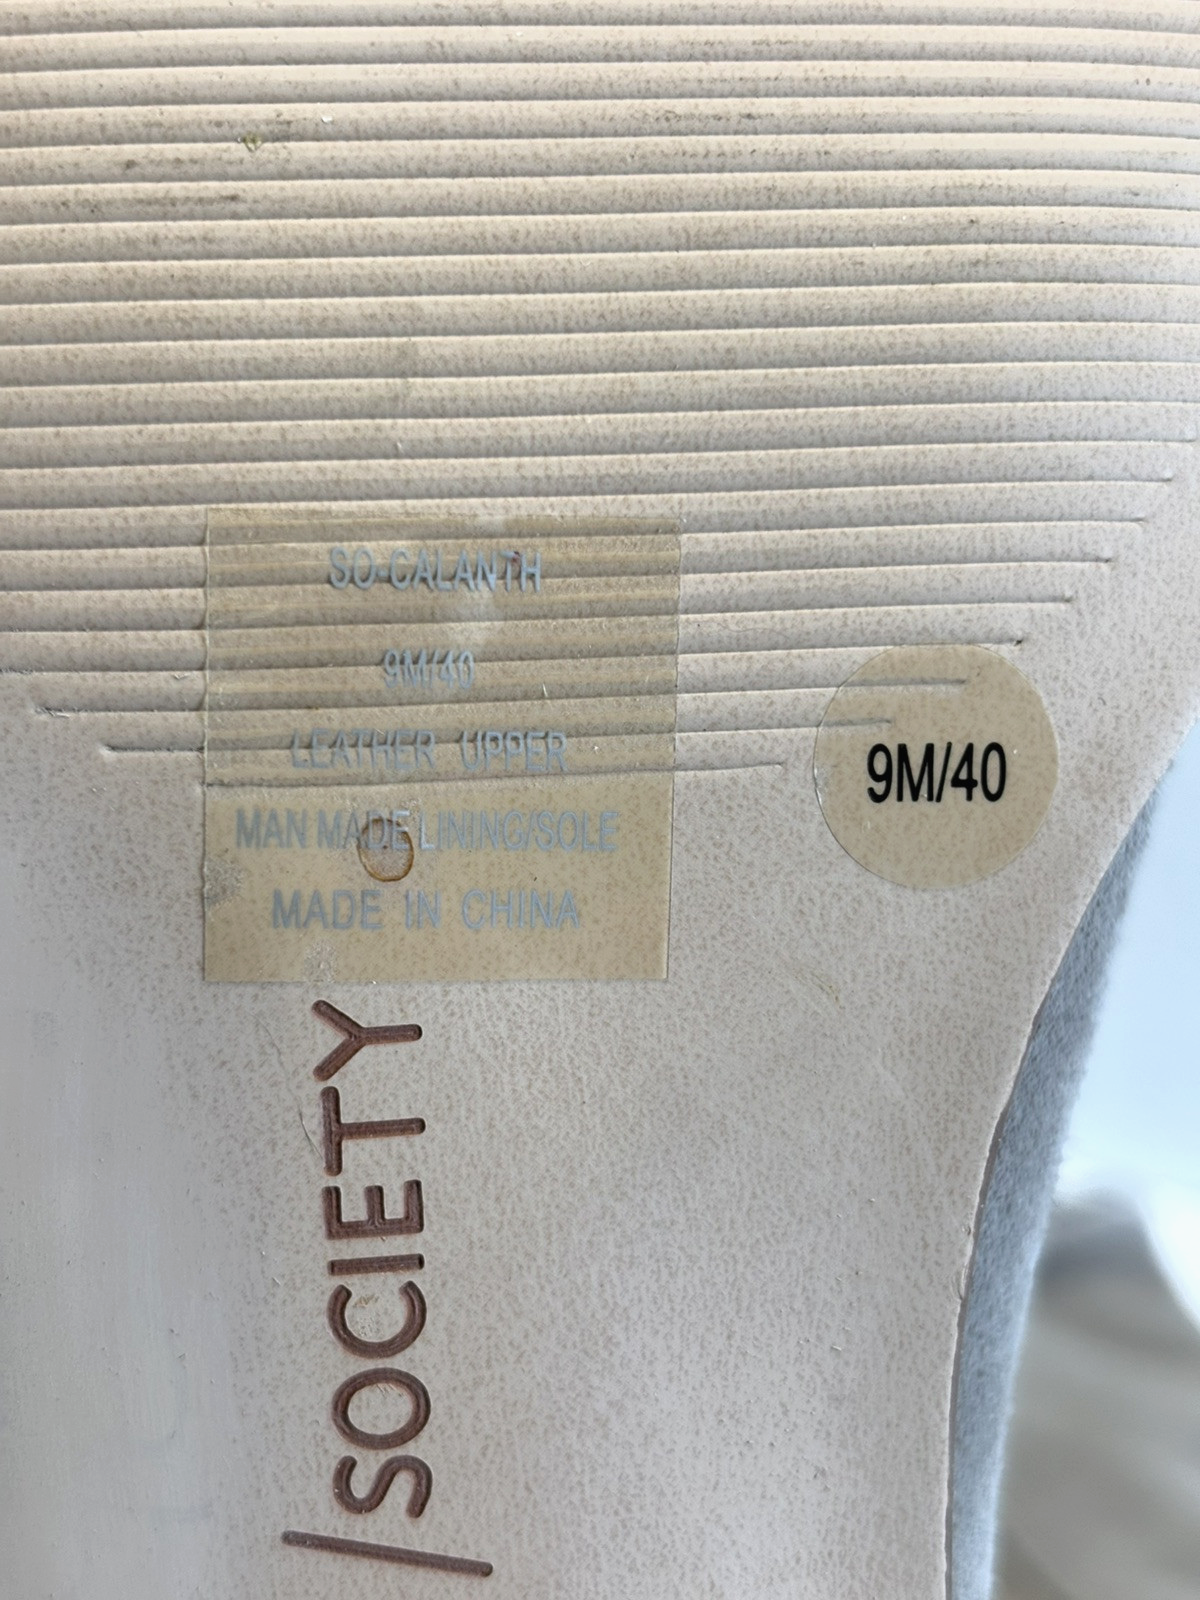 SO-CALANTH
9M/40
LEATHER UPPER
MAN MADE LINING/SOLE
MADE IN CHINA
9M/40
/SOCIETY